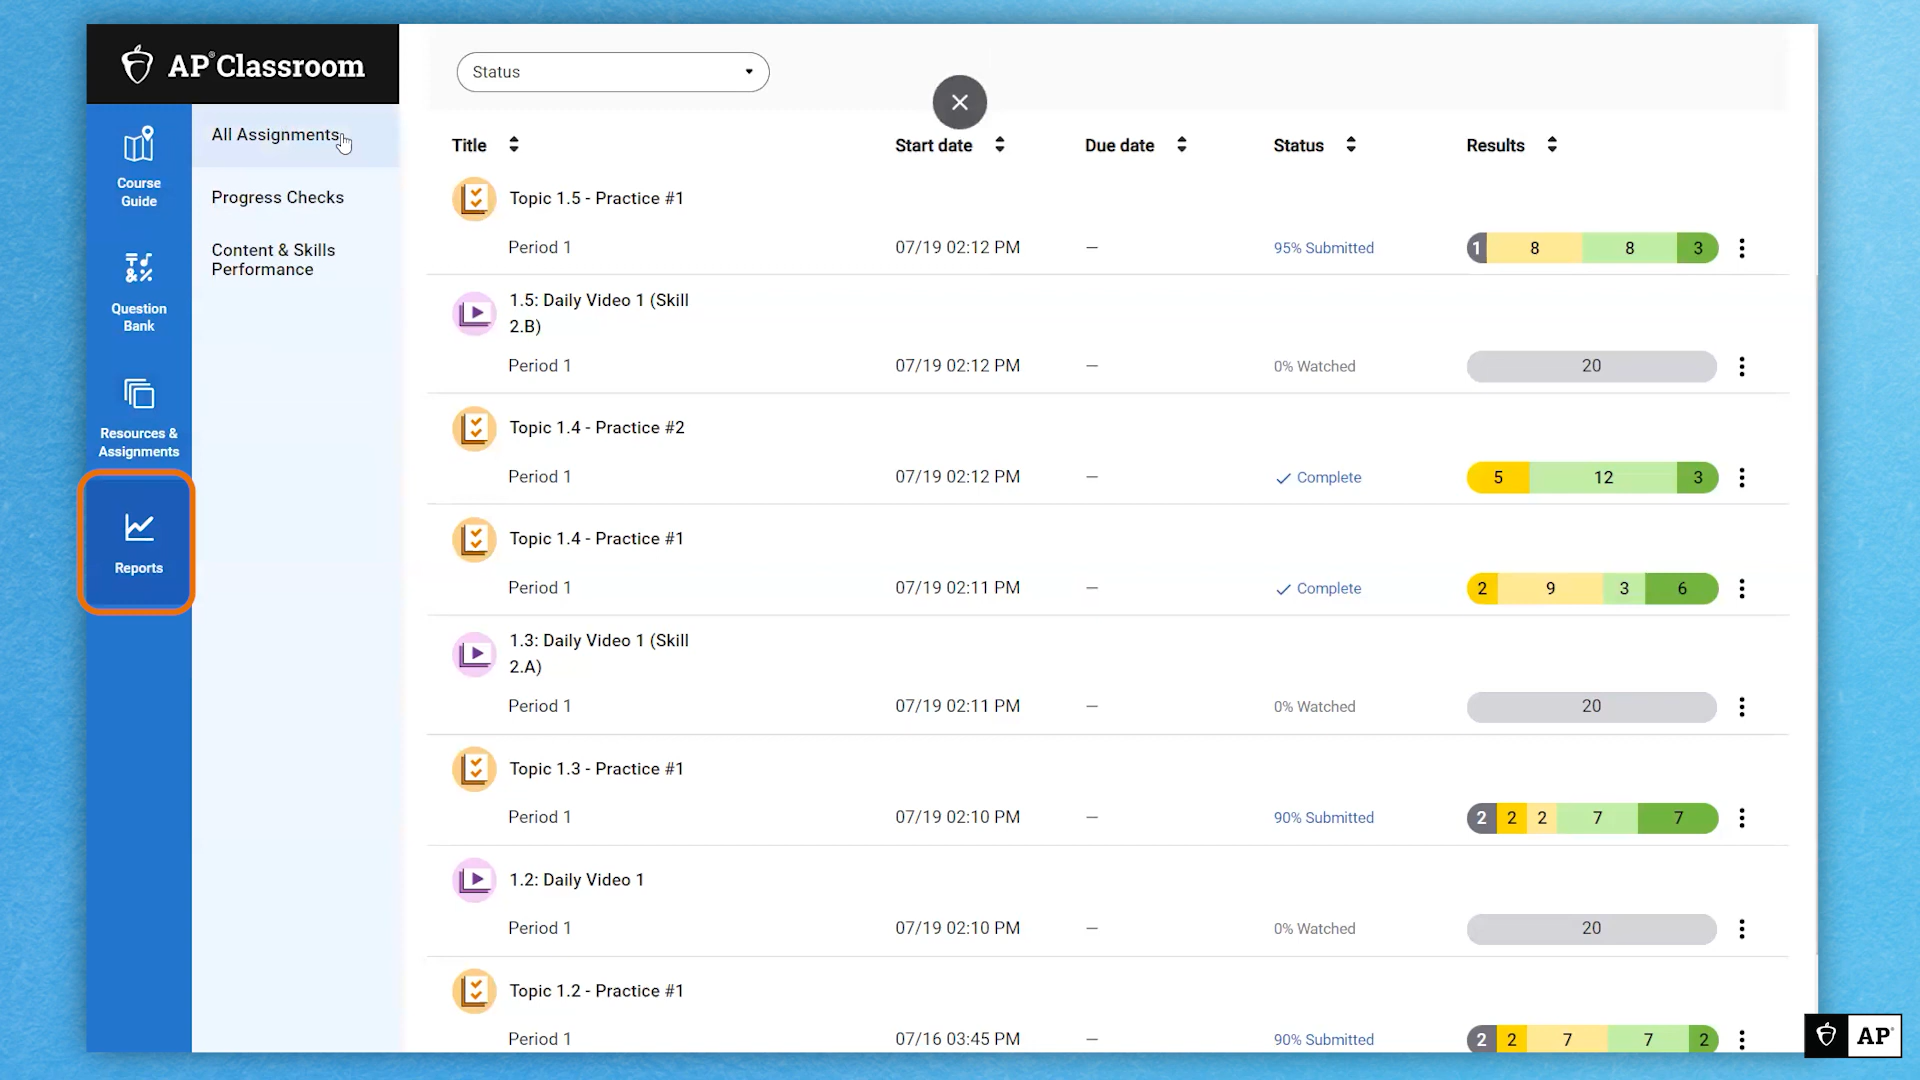 AP® Classroom
Course
Guide
Question
Bank
Resources &
Assignments
Reports
All Assignments
Progress Checks
Content & Skills
Performance
Status
Title
Start date
Due date
Status
Results
Topic 1.5 - Practice #1
Period 1 07/19 02:12 PM — 95% Submitted 1 8 8 3
1.5: Daily Video 1 (Skill
2.B)
Period 1 07/19 02:12 PM — 0% Watched 20
Topic 1.4 - Practice #2
Period 1 07/19 02:12 PM — Complete 5 12 3
Topic 1.4 - Practice #1
Period 1 07/19 02:11 PM — Complete 2 9 3 6
1.3: Daily Video 1 (Skill
2.A)
Period 1 07/19 02:11 PM — 0% Watched 20
Topic 1.3 - Practice #1
Period 1 07/19 02:10 PM — 90% Submitted 2 2 2 7 7
1.2: Daily Video 1
Period 1 07/19 02:10 PM — 0% Watched 20
Topic 1.2 - Practice #1
Period 1 07/16 03:45 PM — 90% Submitted 2 2 7 7 2
AP®